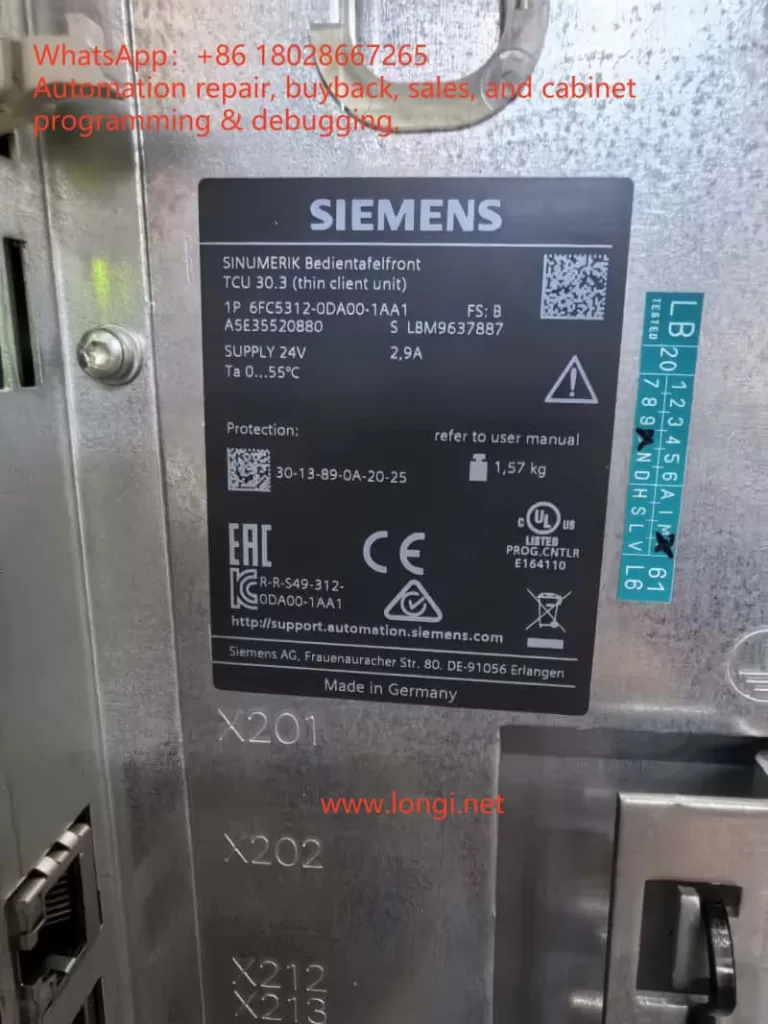 WhatsApp: +86 18028667265
Automation repair, buyback, sales, and cabinet
programming & debugging.
SIEMENS
SINUMERIK Bedientafelfront
TCU 30.3 (thin client unit)
1P 6FC5312-0DA00-1AA1 FS: B
A5E35520880 S LBM9637887
SUPPLY 24V 2,9A
Ta 0...55°C
Protection: refer to user manual
30-13-89-0A-20-25 1,57 kg
EAC
CE
C UL US
LISTED
PROG.CNTLR
E164110
R-R-S49-312-
0DA00-1AA1
http://support.automation.siemens.com
Siemens AG, Frauenauracher Str. 80. DE-91056 Erlangen
Made in Germany
LB 20 1 2 3 4 5 6 A
TESTED 7 8 9 N D H S L V L6
61
X201
www.longi.net
X202
X212
X213